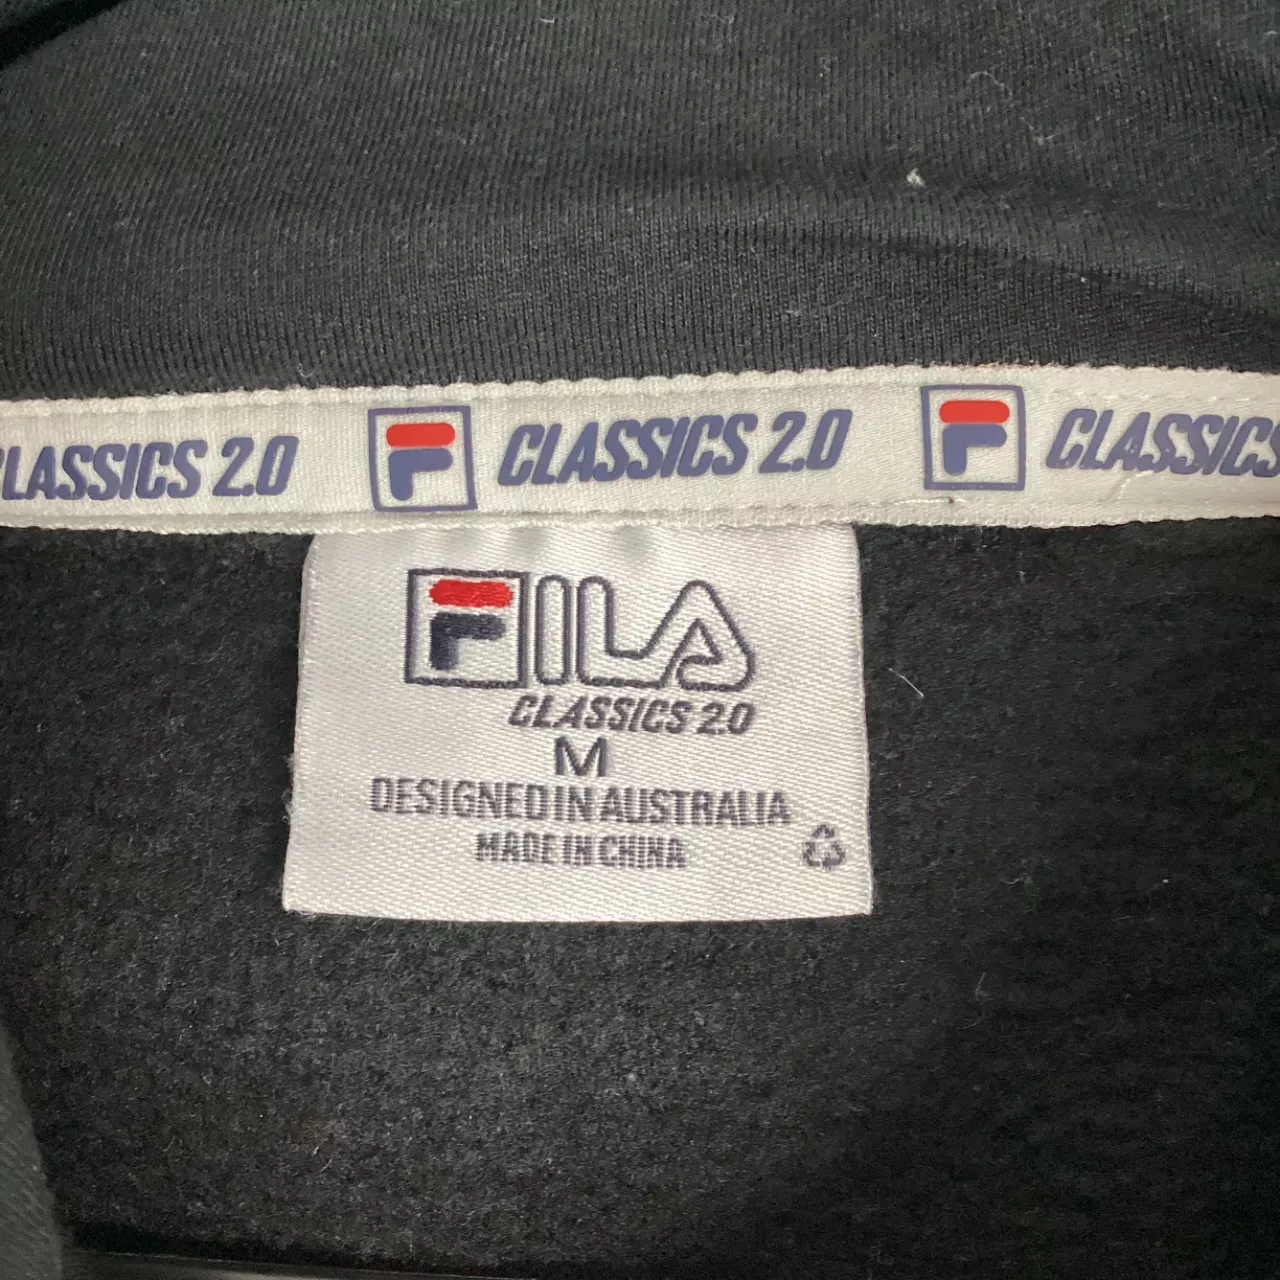 CLASSICS 2.0 F CLASSICS 2.0 F CLASSICS
FILA
CLASSICS 2.0
M
DESIGNED IN AUSTRALIA
MADE IN CHINA